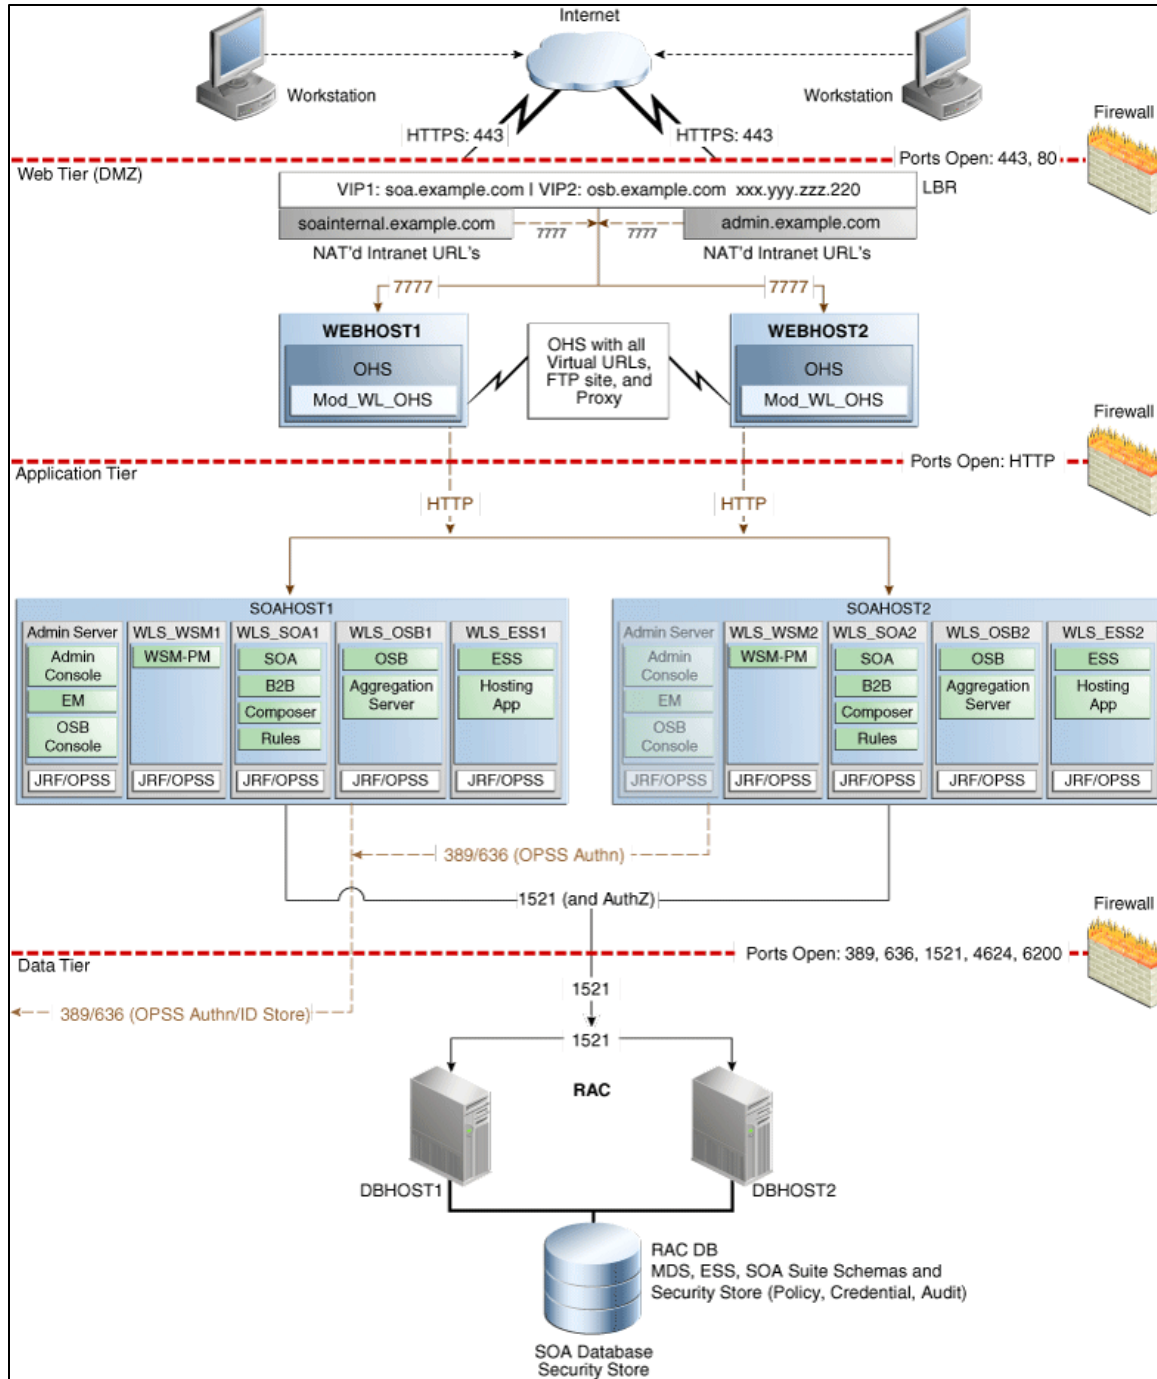 Internet
Workstation
Workstation
Firewall
HTTPS: 443
HTTPS: 443
Ports Open: 443, 80
Web Tier (DMZ)
VIP1: soa.example.com I VIP2: osb.example.com xxx.yyy.zzz.220
LBR
soainternal.example.com
7777
7777
admin.example.com
NAT'd Intranet URL's
NAT'd Intranet URL's
7777
7777
WEBHOST1
OHS
Mod_WL_OHS
OHS with all
Virtual URLs,
FTP site, and
Proxy
WEBHOST2
OHS
Mod_WL_OHS
Firewall
Ports Open: HTTP
Application Tier
HTTP
HTTP
SOAHOST1
Admin Server
Admin
Console
EM
OSB
Console
JRF/OPSS
WLS_WSM1
WSM-PM
JRF/OPSS
WLS_SOA1
SOA
B2B
Composer
Rules
JRF/OPSS
WLS_OSB1
OSB
Aggregation
Server
JRF/OPSS
WLS_ESS1
ESS
Hosting
App
JRF/OPSS
SOAHOST2
Admin Server
Admin
Console
EM
OSB
Console
JRF/OPSS
WLS_WSM2
WSM-PM
JRF/OPSS
WLS_SOA2
SOA
B2B
Composer
Rules
JRF/OPSS
WLS_OSB2
OSB
Aggregation
Server
JRF/OPSS
WLS_ESS2
ESS
Hosting
App
JRF/OPSS
389/636 (OPSS Authn)
1521 (and AuthZ)
Firewall
Ports Open: 389, 636, 1521, 4624, 6200
Data Tier
1521
389/636 (OPSS Authn/ID Store)
1521
RAC
DBHOST1
DBHOST2
RAC DB
MDS, ESS, SOA Suite Schemas and
Security Store (Policy, Credential, Audit)
SOA Database
Security Store